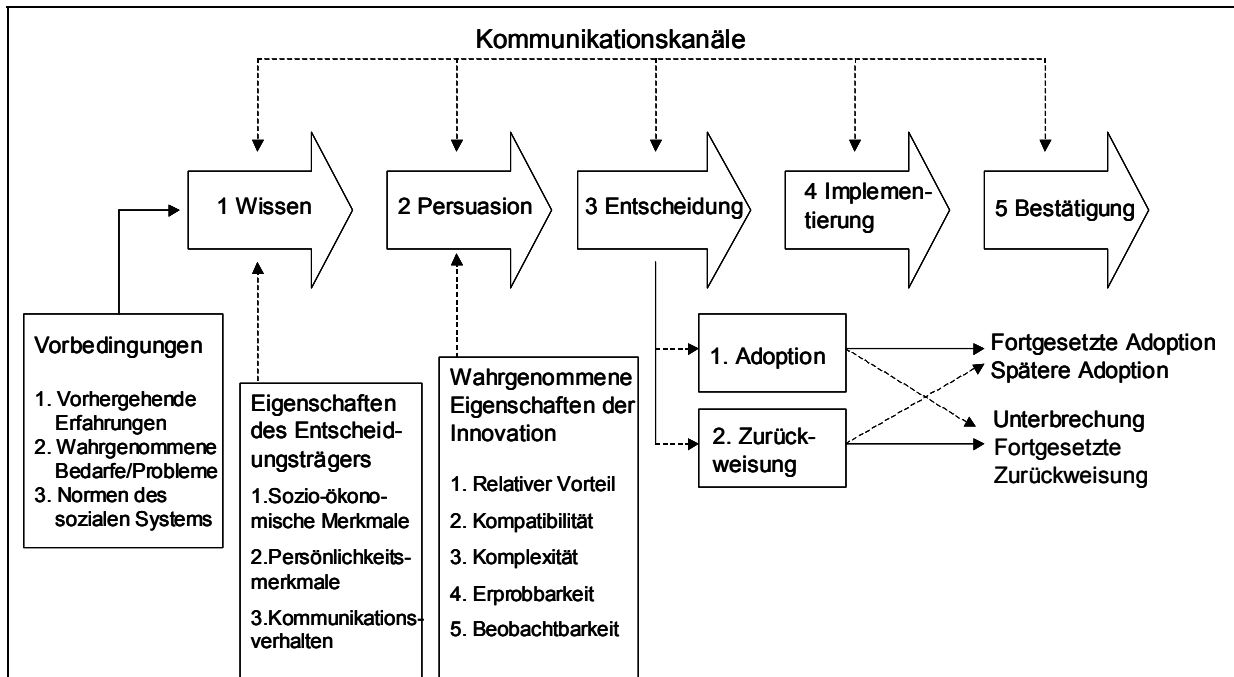 Kommunikationskanäle
1 Wissen
2 Persuasion
3 Entscheidung
4 Implemen-
tierung
5 Bestätigung
Vorbedingungen
1. Vorhergehende
Erfahrungen
2. Wahrgenommene
Bedarfe/Probleme
3. Normen des
sozialen Systems
Eigenschaften
des Entscheid-
ungsträgers
1.Sozio-ökono-
mische Merkmale
2.Persönlichkeits-
merkmale
3.Kommunikations-
verhalten
Wahrgenommene
Eigenschaften der
Innovation
1. Relativer Vorteil
2. Kompatibilität
3. Komplexität
4. Erprobbarkeit
5. Beobachtbarkeit
1. Adoption
2. Zurück-
weisung
Fortgesetzte Adoption
Spätere Adoption
Unterbrechung
Fortgesetzte
Zurückweisung